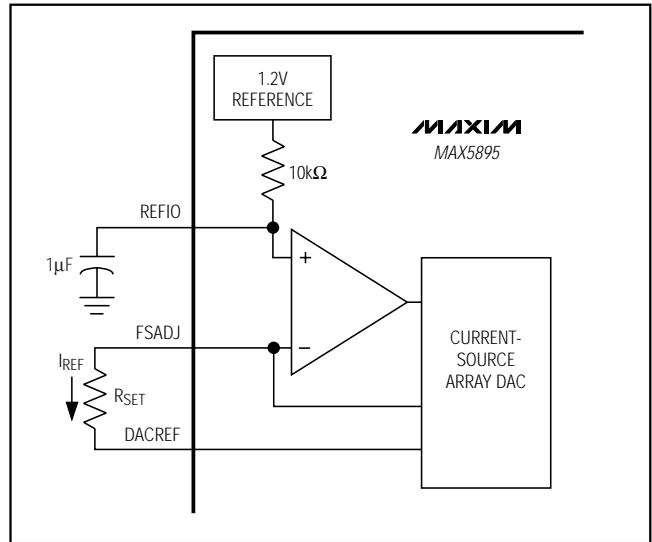 1.2V
REFERENCE
MAXIM
MAX5895
10kΩ
REFIO
1μF
+
FSADJ
−
CURRENT-
SOURCE
ARRAY DAC
IREF
RSET
DACREF